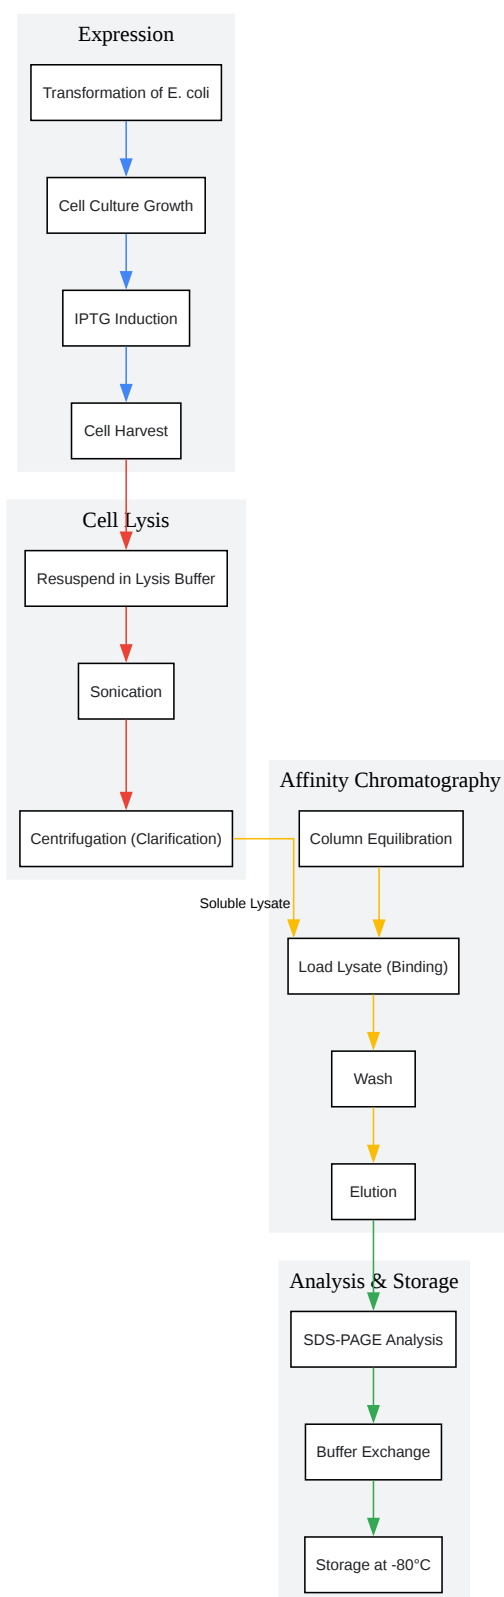 Expression
Transformation of E. coli
Cell Culture Growth
IPTG Induction
Cell Harvest
Cell Lysis
Resuspend in Lysis Buffer
Sonication
Centrifugation (Clarification)
Soluble Lysate
Affinity Chromatography
Column Equilibration
Load Lysate (Binding)
Wash
Elution
Analysis & Storage
SDS-PAGE Analysis
Buffer Exchange
Storage at -80°C